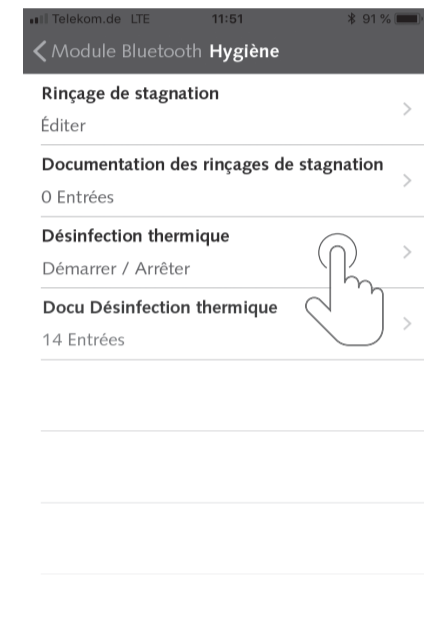 Telekom.de LTE 11:51 91 %
Module Bluetooth Hygiène
Rinçage de stagnation
Éditer
Documentation des rinçages de stagnation
0 Entrées
Désinfection thermique
Démarrer / Arrêter
Docu Désinfection thermique
14 Entrées